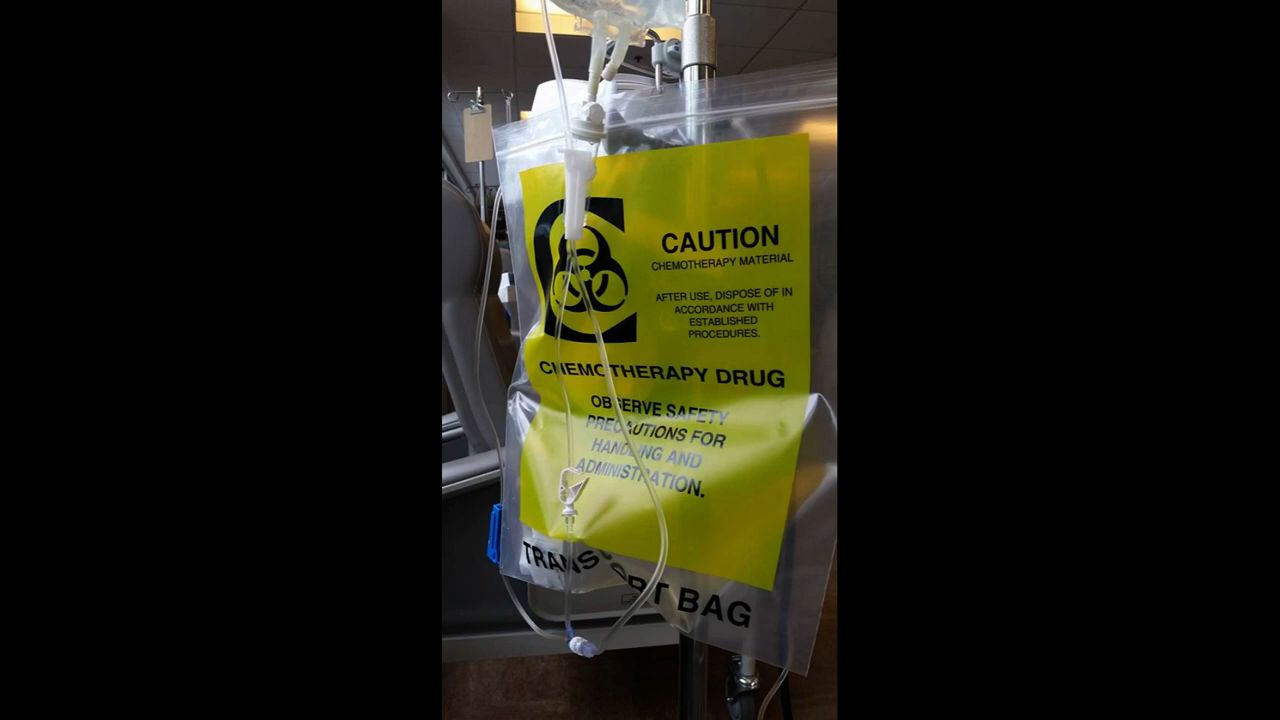 CAUTION
CHEMOTHERAPY MATERIAL
AFTER USE, DISPOSE OF IN
ACCORDANCE WITH
ESTABLISHED
PROCEDURES.
CHEMOTHERAPY DRUG
OBSERVE SAFETY
PRECAUTIONS FOR
HANDLING AND
ADMINISTRATION.
TRANSPORT BAG